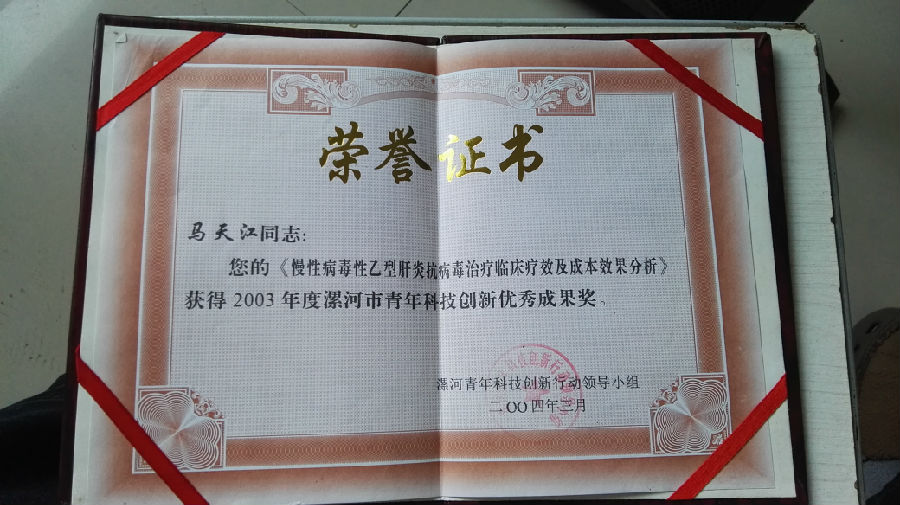 荣誉证书
马天江同志:
您的《慢性病毒性乙型肝炎抗病毒治疗临床疗效及成本效果分析》
获得2003年度漯河市青年科技创新优秀成果奖。
漯河青年科技创新行动领导小组
二〇〇四年三月